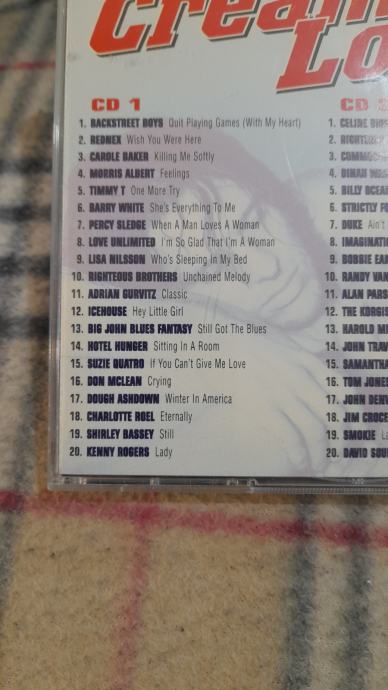 Cream
Lo
CD 1
1. BACKSTREET BOYS Quit Playing Games (With My Heart)
2. REDNEX Wish You Were Here
3. CAROLE BAKER Killing Me Softly
4. MORRIS ALBERT Feelings
5. TIMMY T One More Try
6. BARRY WHITE She's Everything To Me
7. PERCY SLEDGE When A Man Loves A Woman
8. LOVE UNLIMITED I'm So Glad That I'm A Woman
9. LISA NILSSON Who's Sleeping In My Bed
10. RIGHTEOUS BROTHERS Unchained Melody
11. ADRIAN GURVITZ Classic
12. ICEHOUSE Hey Little Girl
13. BIG JOHN BLUES FANTASY Still Got The Blues
14. HOTEL HUNGER Sitting In A Room
15. SUZIE QUATRO If You Can't Give Me Love
16. DON MCLEAN Crying
17. DOUGH ASHDOWN Winter In America
18. CHARLOTTE ROEL Eternally
19. SHIRLEY BASSEY Still
20. KENNY ROGERS Lady
CD
1. CELINE
2.
3.
4. DINAH
5. BILLY OCEAN
6. STRICTLY
7. DUKE Ain't
8. IMAGINATI
9. BOBBIE
10. RANDY VAN
11. ALAN PARS
12. THE KORGIS
13. HAROLD ME
14. JOHN TRAV
15. SAMANTHA
16. TOM JONES
17. JOHN DENV
18. JIM CROCE
19. SMOKIE
20. DAVID SOU